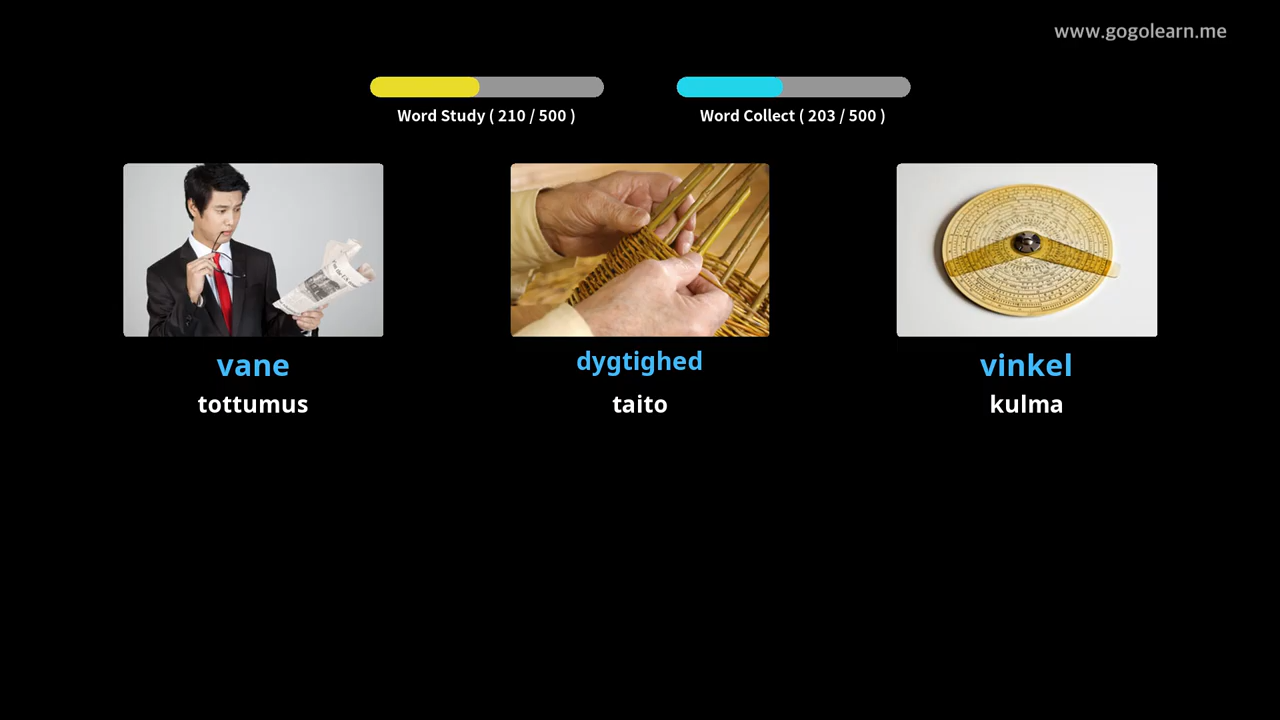 www.gogolearn.me
Word Study ( 210 / 500 )
Word Collect ( 203 / 500 )
vane
tottumus
dygtighed
taito
vinkel
kulma